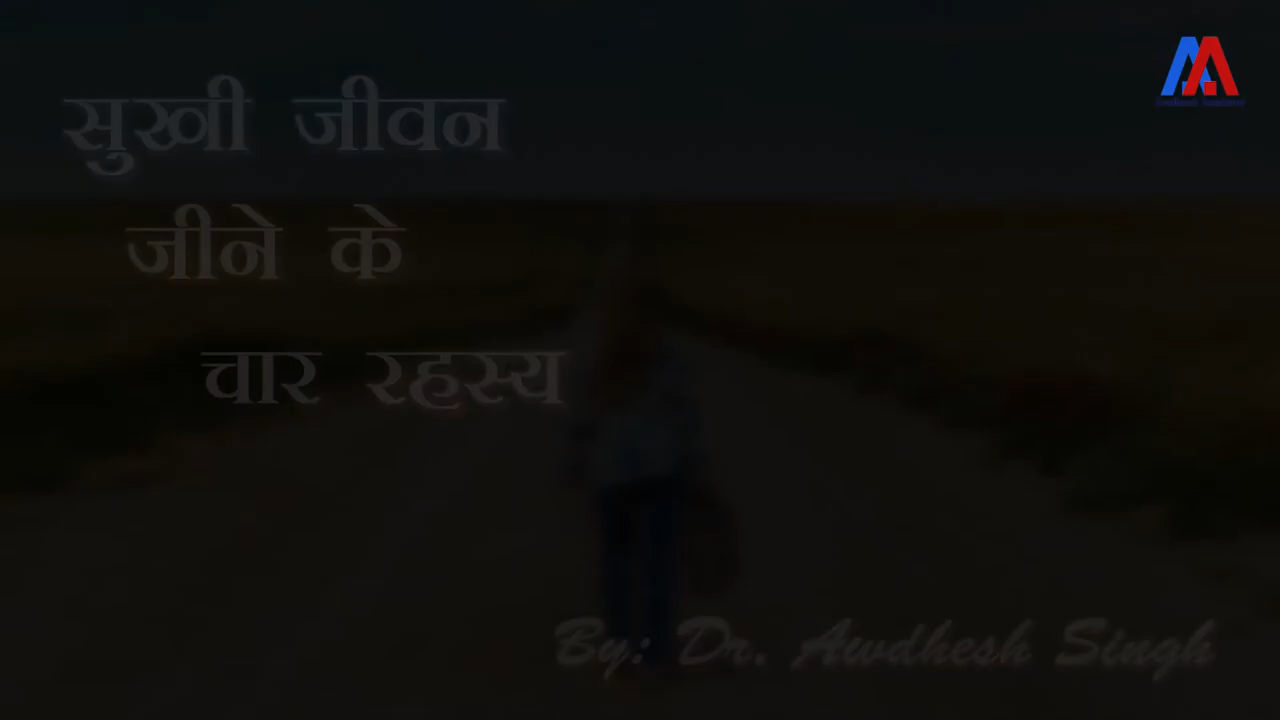 सुखी जीवन
जीने के
चार रहस्य
By: Dr. Awdhesh Singh